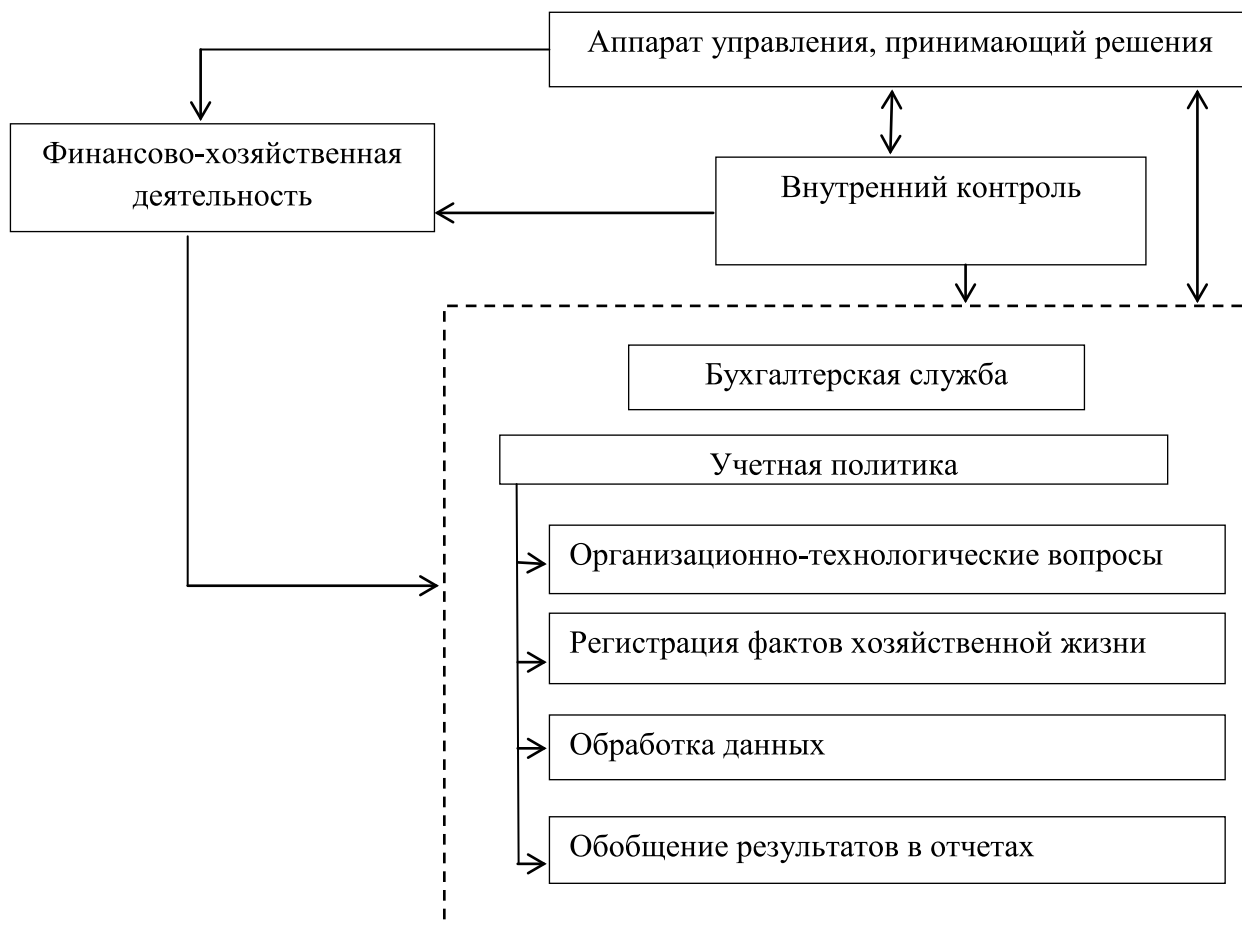 Аппарат управления, принимающий решения
Финансово-хозяйственная
деятельность
Внутренний контроль
Бухгалтерская служба
Учетная политика
Организационно-технологические вопросы
Регистрация фактов хозяйственной жизни
Обработка данных
Обобщение результатов в отчетах